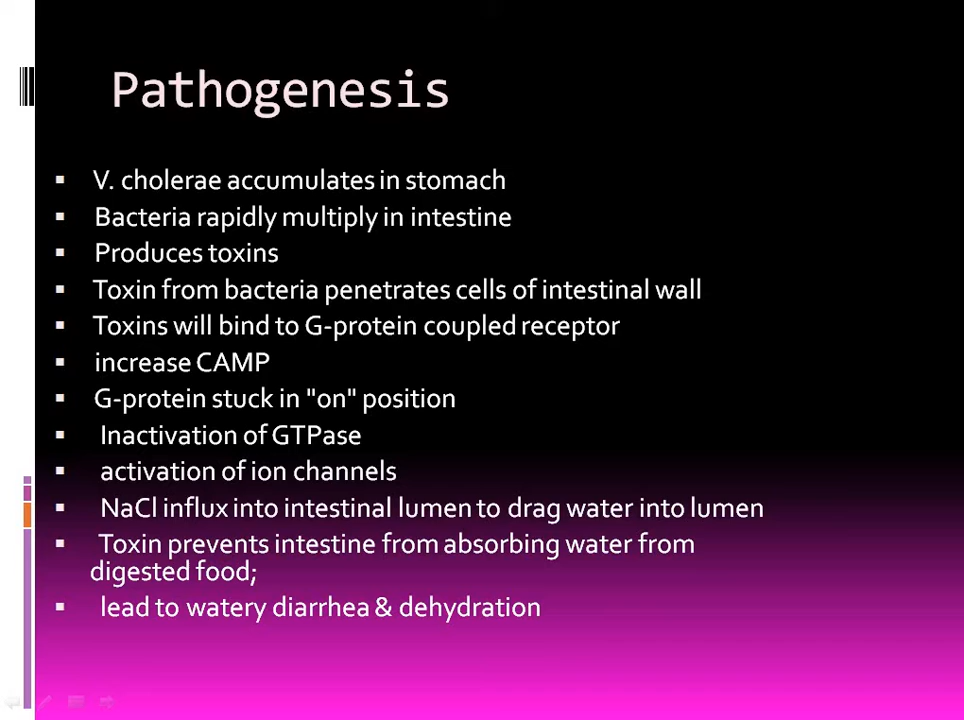 Pathogenesis
▪ V. cholerae accumulates in stomach
▪ Bacteria rapidly multiply in intestine
▪ Produces toxins
▪ Toxin from bacteria penetrates cells of intestinal wall
▪ Toxins will bind to G-protein coupled receptor
▪ increase CAMP
▪ G-protein stuck in "on" position
▪ Inactivation of GTPase
▪ activation of ion channels
▪ NaCl influx into intestinal lumen to drag water into lumen
▪ Toxin prevents intestine from absorbing water from
digested food;
▪ lead to watery diarrhea & dehydration